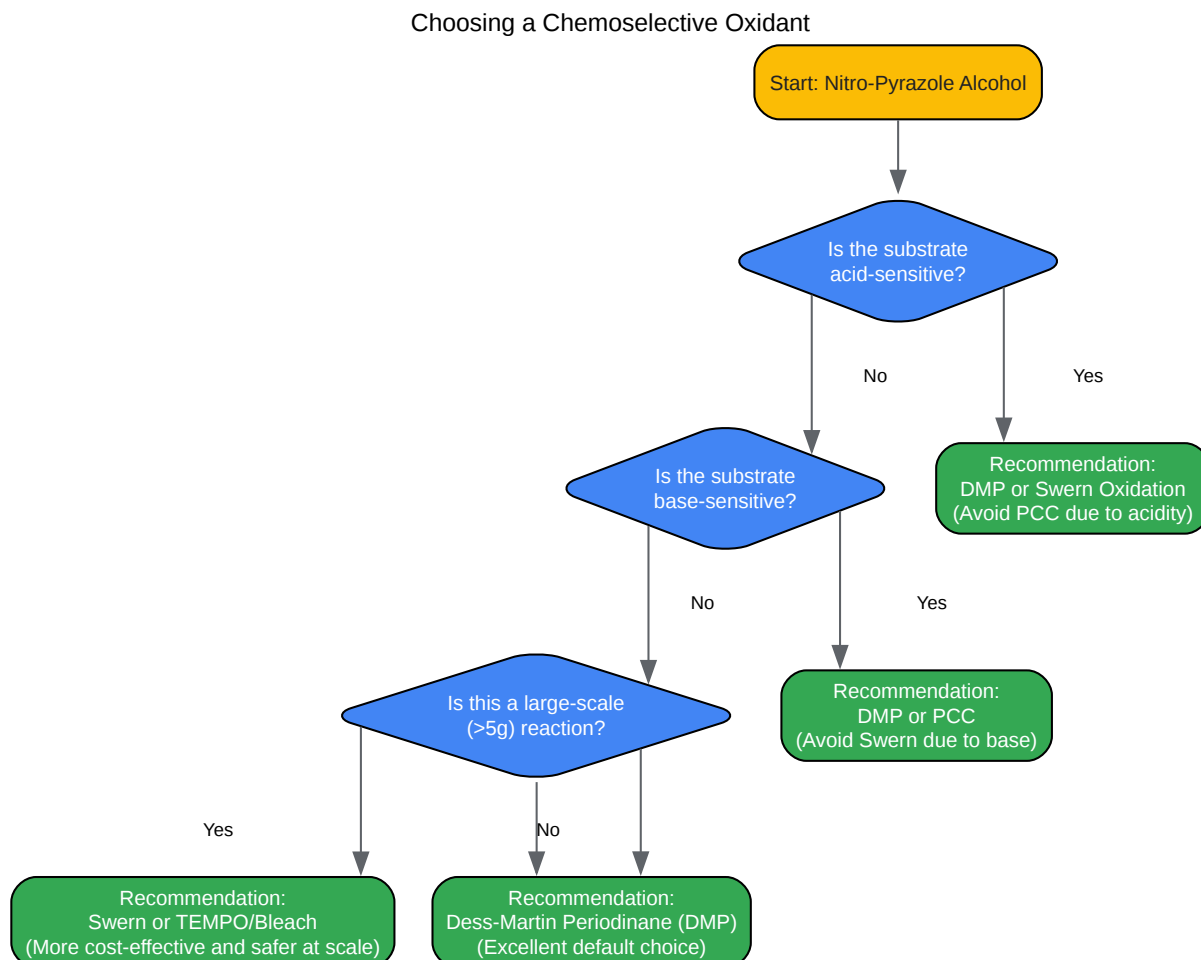 Choosing a Chemoselective Oxidant
Start: Nitro-Pyrazole Alcohol
Is the substrate
acid-sensitive?
No
Yes
Recommendation:
DMP or Swern Oxidation
(Avoid PCC due to acidity)
Is the substrate
base-sensitive?
No
Yes
Recommendation:
DMP or PCC
(Avoid Swern due to base)
Is this a large-scale
(>5g) reaction?
Yes
No
Recommendation:
Swern or TEMPO/Bleach
(More cost-effective and safer at scale)
Recommendation:
Dess-Martin Periodinane (DMP)
(Excellent default choice)